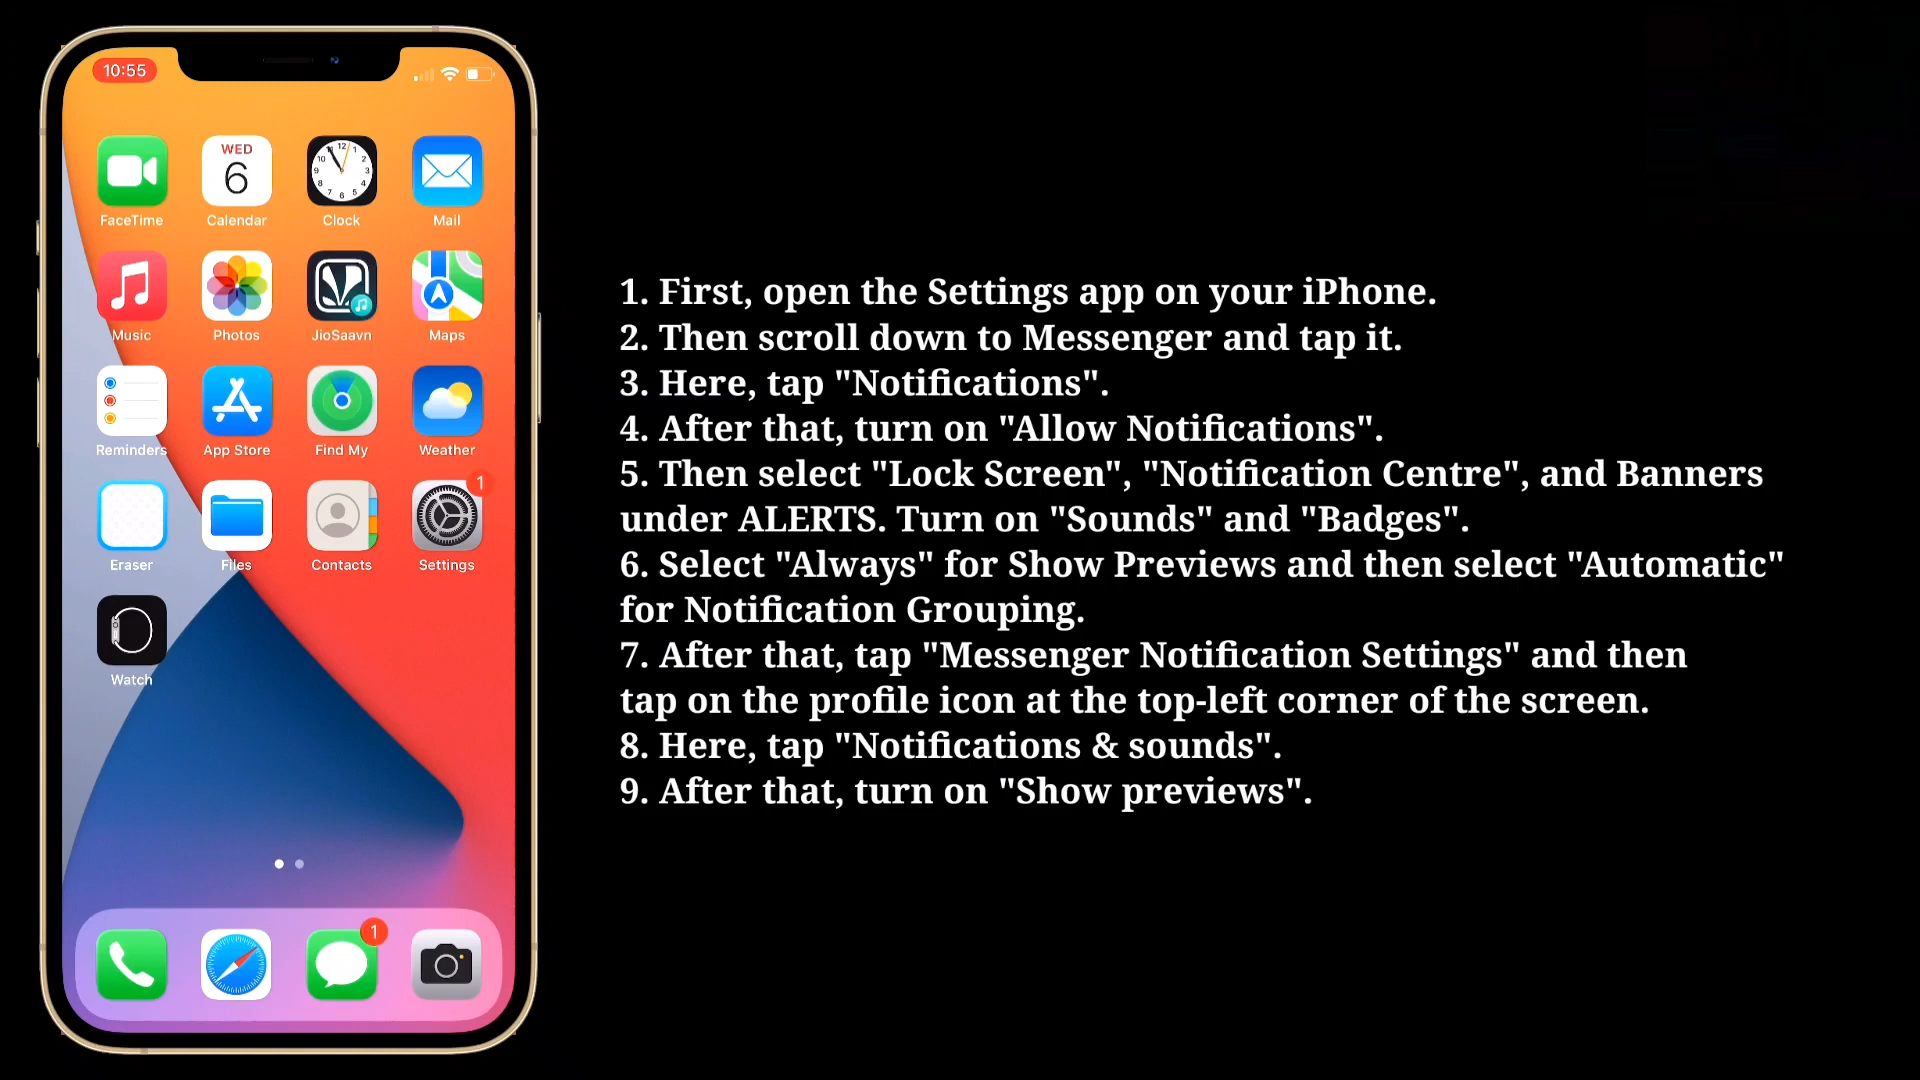 10:55
WED
6
FaceTime
Calendar
Clock
Mail
Music
Photos
JioSaavn
Maps
Reminders
App Store
Find My
Weather
1
Eraser
Files
Contacts
Settings
Watch
1
1. First, open the Settings app on your iPhone.
2. Then scroll down to Messenger and tap it.
3. Here, tap "Notifications".
4. After that, turn on "Allow Notifications".
5. Then select "Lock Screen", "Notification Centre", and Banners
under ALERTS. Turn on "Sounds" and "Badges".
6. Select "Always" for Show Previews and then select "Automatic"
for Notification Grouping.
7. After that, tap "Messenger Notification Settings" and then
tap on the profile icon at the top-left corner of the screen.
8. Here, tap "Notifications & sounds".
9. After that, turn on "Show previews".